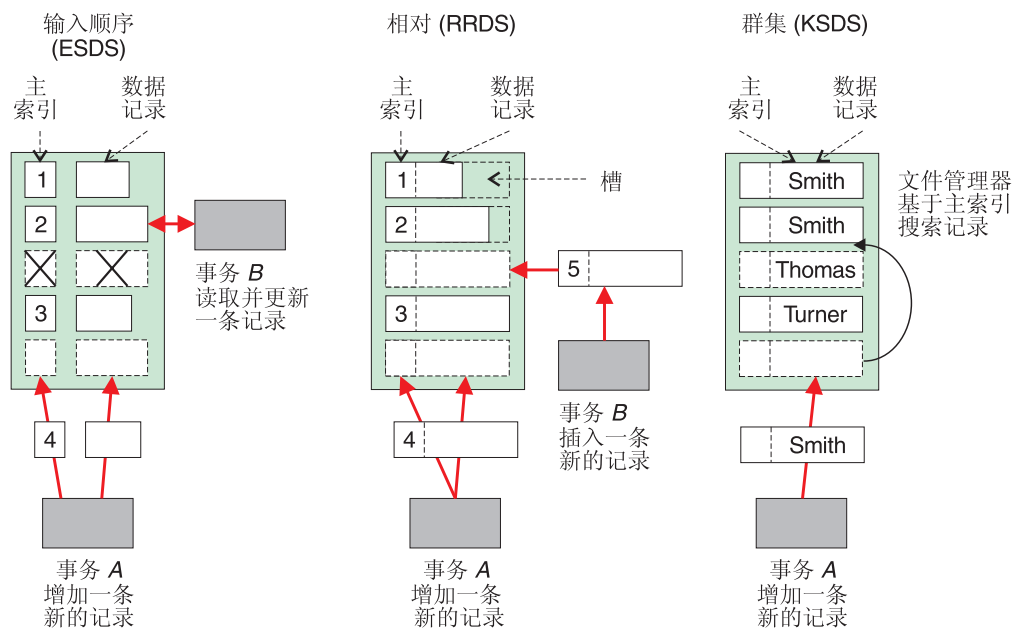 输入顺序
(ESDS)
主
索引
数据
记录
1
2
3
事务 B
读取并更新
一条记录
4
事务 A
增加一条
新的记录
相对 (RRDS)
主
索引
数据
记录
1
槽
2
5
3
事务 B
插入一条
新的记录
4
事务 A
增加一条
新的记录
群集 (KSDS)
主
索引
数据
记录
Smith
Smith
Thomas
Turner
文件管理器
基于主索引
搜索记录
Smith
事务 A
增加一条
新的记录